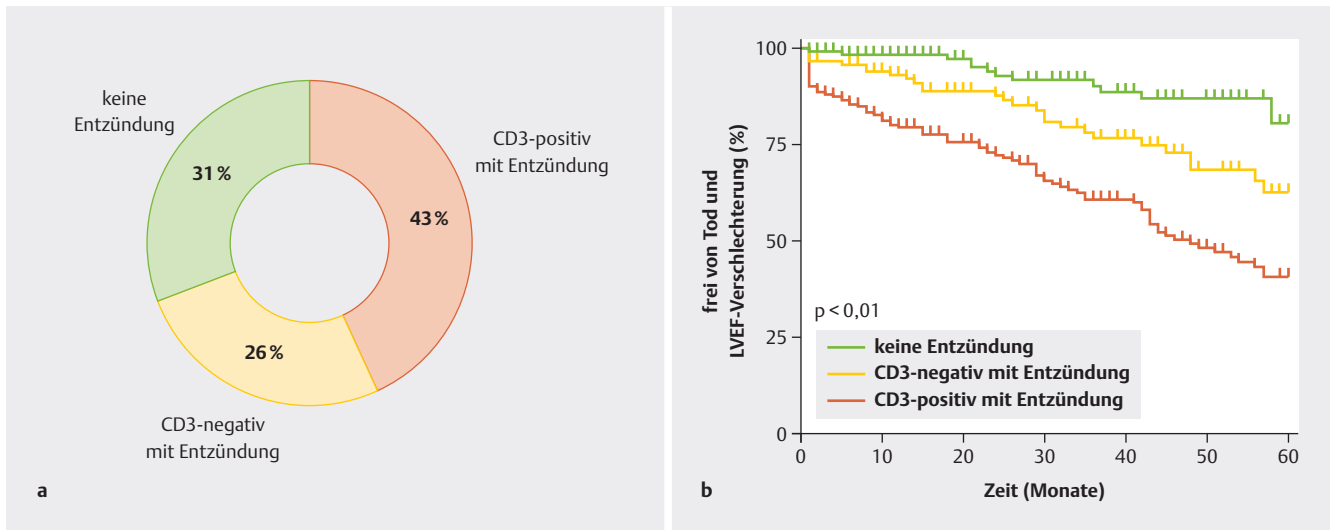 keine
Entzündung
31 %
CD3-positiv
mit Entzündung
43 %
26 %
CD3-negativ
mit Entzündung
a
frei von Tod und
LVEF-Verschlechterung (%)
100
75
50
25
0
p < 0,01
keine Entzündung
CD3-negativ mit Entzündung
CD3-positiv mit Entzündung
0 10 20 30 40 50 60
Zeit (Monate)
b